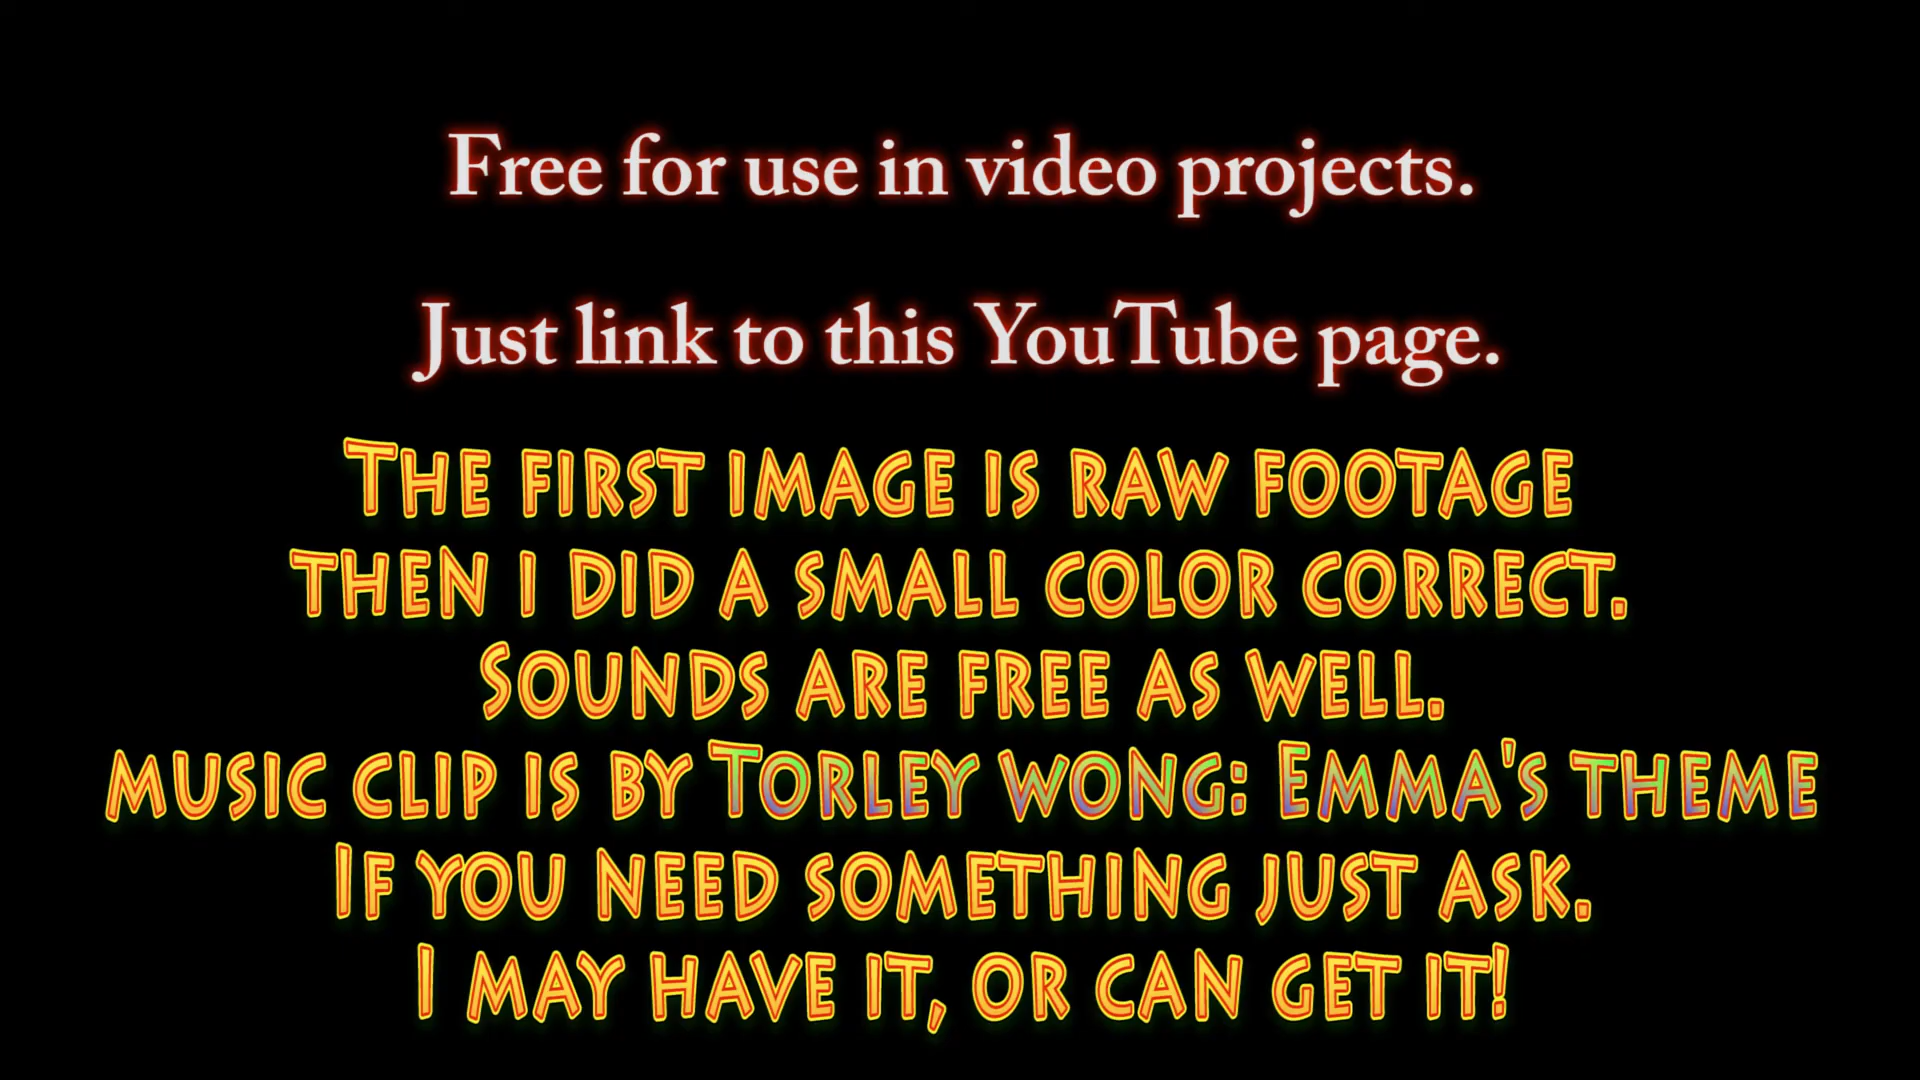 Free for use in video projects.
Just link to this YouTube page.
The first image is raw footage
then I did a small color correct.
Sounds are free as well.
music clip is by Torley wong: Emma's theme
If you need something just ask.
I may have it, or can get it!